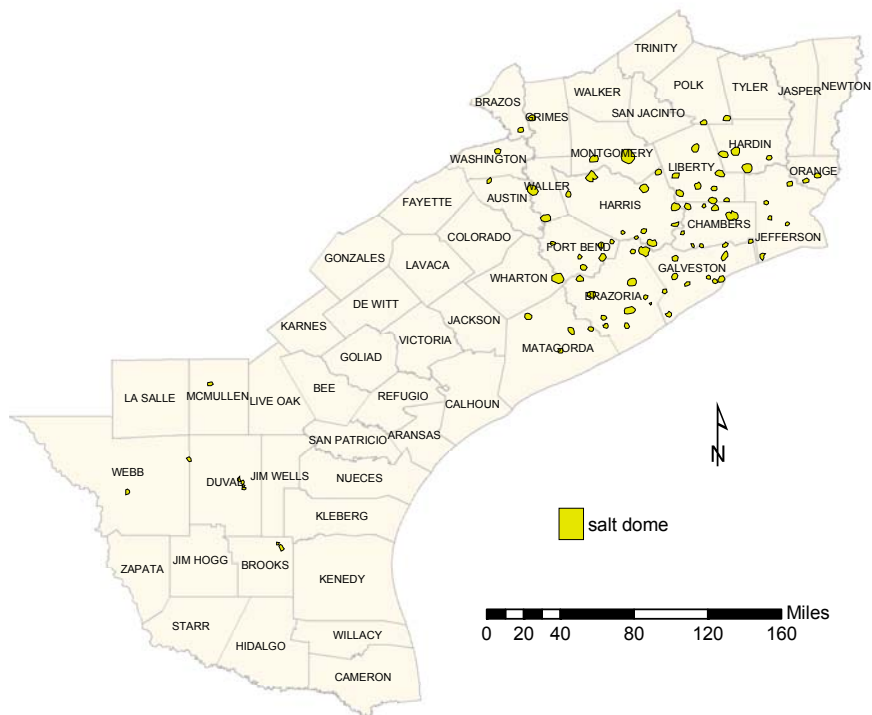 TRINITY
POLK
TYLER
NEWTON
JASPER
WALKER
BRAZOS
GRIMES
SAN JACINTO
HARDIN
MONTGOMERY
WASHINGTON
LIBERTY
ORANGE
WALLER
AUSTIN
FAYETTE
HARRIS
CHAMBERS
JEFFERSON
COLORADO
FORT BEND
GONZALES
LAVACA
GALVESTON
WHARTON
BRAZORIA
DE WITT
KARNES
JACKSON
VICTORIA
MATAGORDA
GOLIAD
BEE
LA SALLE
MCMULLEN
LIVE OAK
REFUGIO
CALHOUN
ARANSAS
SAN PATRICIO
WEBB
DUVAL
JIM WELLS
NUECES
KLEBERG
N
salt dome
ZAPATA
JIM HOGG
BROOKS
KENEDY
STARR
HIDALGO
WILLACY
CAMERON
Miles
0 20 40 80 120 160